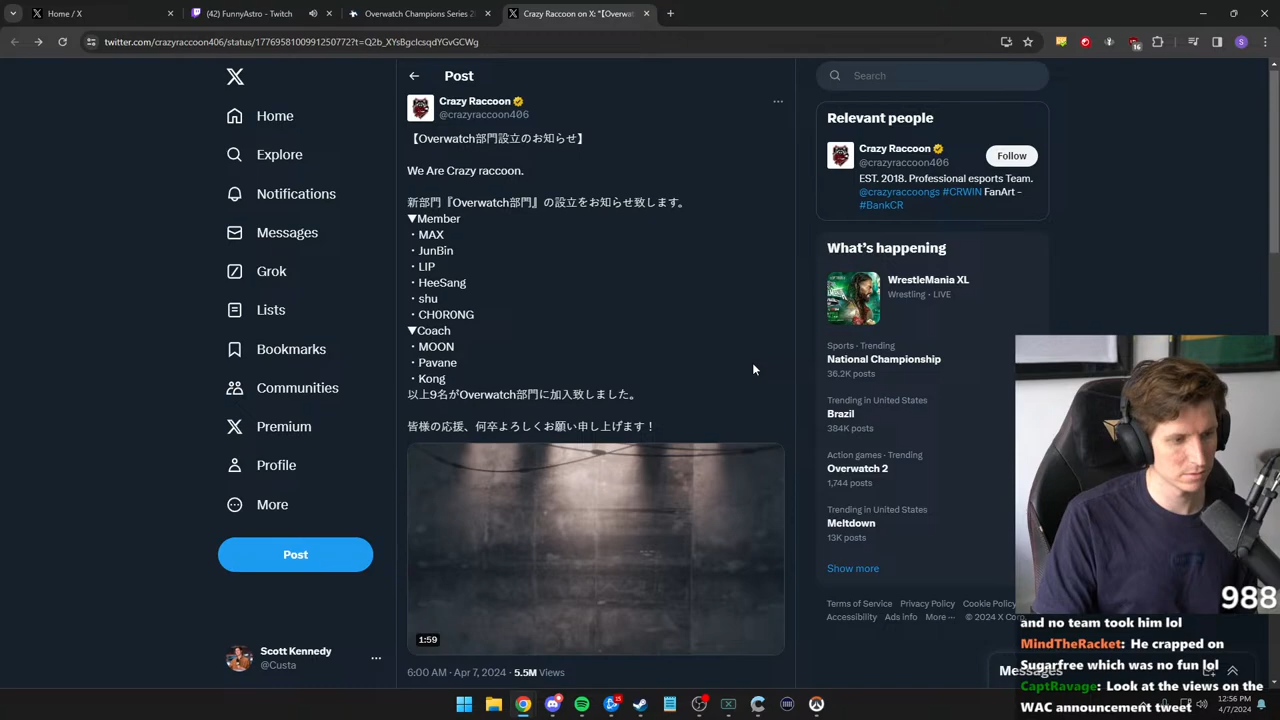 Home / X
(42) FunnyAstro - Twitch
Overwatch Champions Series 2
Crazy Raccoon on X: "【Overwat
twitter.com/crazyraccoon406/status/1776958100991250772?t=Q2b_XYsBgclcsqdYGvGCWg
16
S
Home
Explore
Notifications
Messages
Grok
Lists
Bookmarks
Communities
Premium
Profile
More
Post
Scott Kennedy
@Custa
Post
Crazy Raccoon
@crazyraccoon406
【Overwatch部門設立のお知らせ】
We Are Crazy raccoon.
新部門『Overwatch部門』の設立をお知らせ致します。
▼Member
・MAX
・JunBin
・LIP
・HeeSang
・shu
・CH0R0NG
▼Coach
・MOON
・Pavane
・Kong
以上9名がOverwatch部門に加入致しました。
皆様の応援、何卒よろしくお願い申し上げます！
1:59
6:00 AM · Apr 7, 2024 · 5.5M Views
Search
Relevant people
Crazy Raccoon
@crazyraccoon406
Follow
EST. 2018. Professional esports Team.
@crazyraccoongs #CRWIN FanArt -
#BankCR
What's happening
WrestleMania XL
Wrestling · LIVE
Sports · Trending
National Championship
36.2K posts
Trending in United States
Brazil
384K posts
Action games · Trending
Overwatch 2
1,744 posts
Trending in United States
Meltdown
13K posts
Show more
Terms of Service Privacy Policy Cookie Policy
Accessibility Ads info More ··· © 2024 X Corp
Messages
988
and no team took him lol
MindTheRacket: He crapped on
Sugarfree which was no fun lol
CaptRavage: Look at the views on the
WAC announcement tweet
15
12:56 PM
4/7/2024